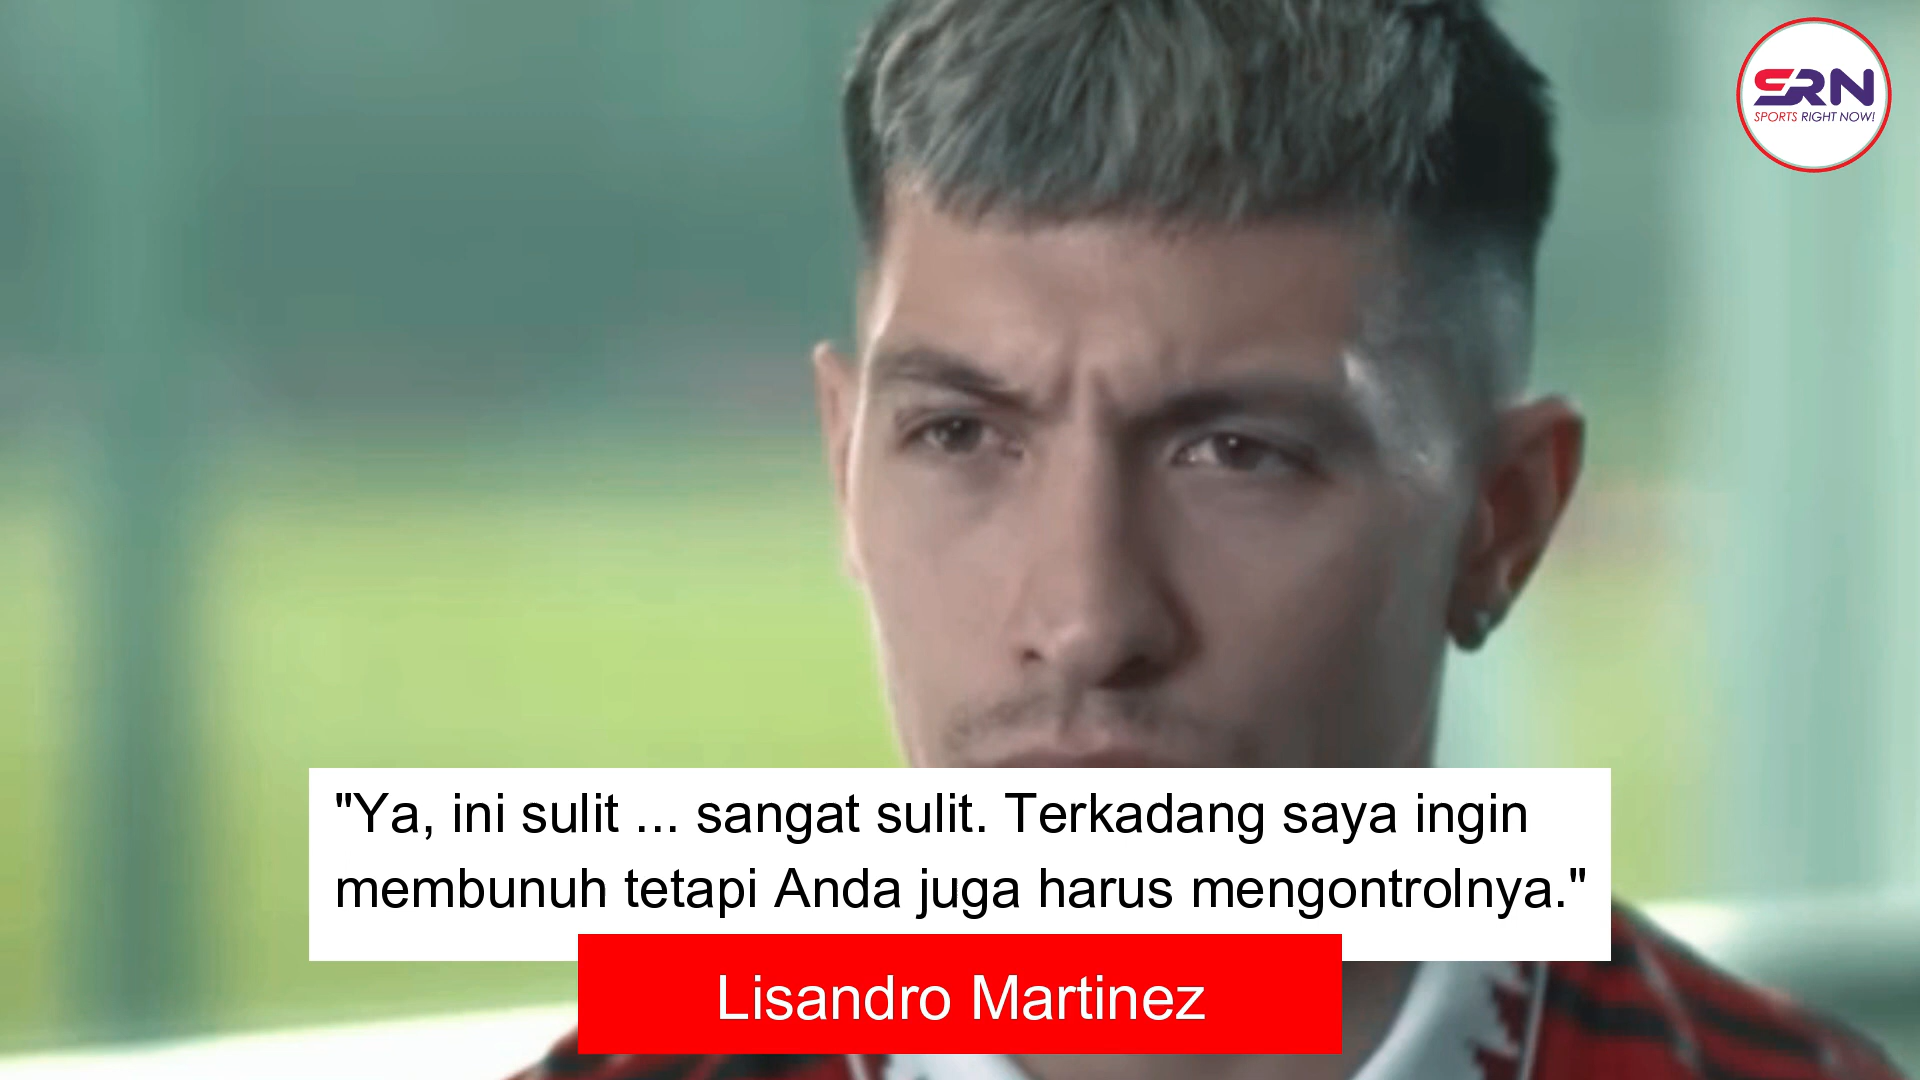 SRN
SPORTS RIGHT NOW!
"Ya, ini sulit ... sangat sulit. Terkadang saya ingin
membunuh tetapi Anda juga harus mengontrolnya."
Lisandro Martinez